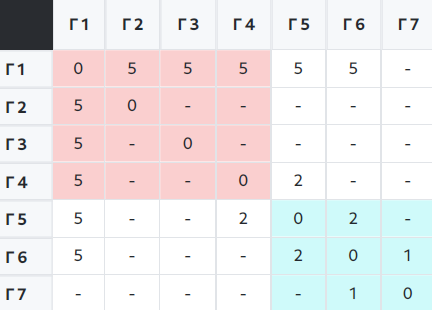 Г1 Г2 Г3 Г4 Г5 Г6 Г7
Г1 0 5 5 5 5 5 -
Г2 5 0 - - - - -
Г3 5 - 0 - - - -
Г4 5 - - 0 2 - -
Г5 5 - - 2 0 2 -
Г6 5 - - - 2 0 1
Г7 - - - - - 1 0